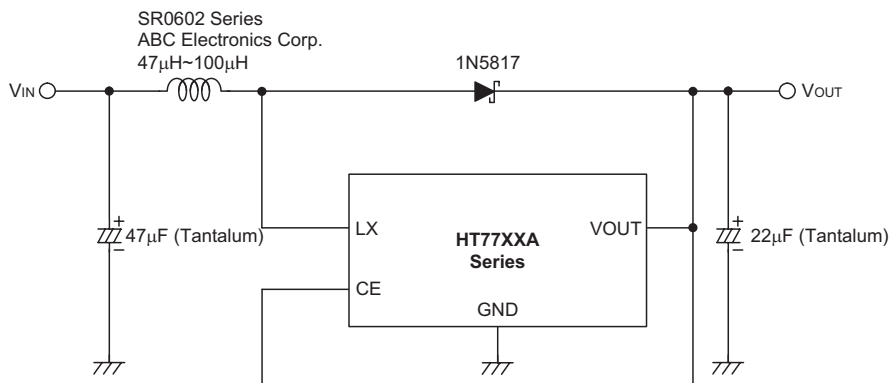 SR0602 Series
ABC Electronics Corp.
47μH~100μH
1N5817
VIN
VOUT
47μF (Tantalum)
LX
HT77XXA
Series
VOUT
22μF (Tantalum)
CE
GND